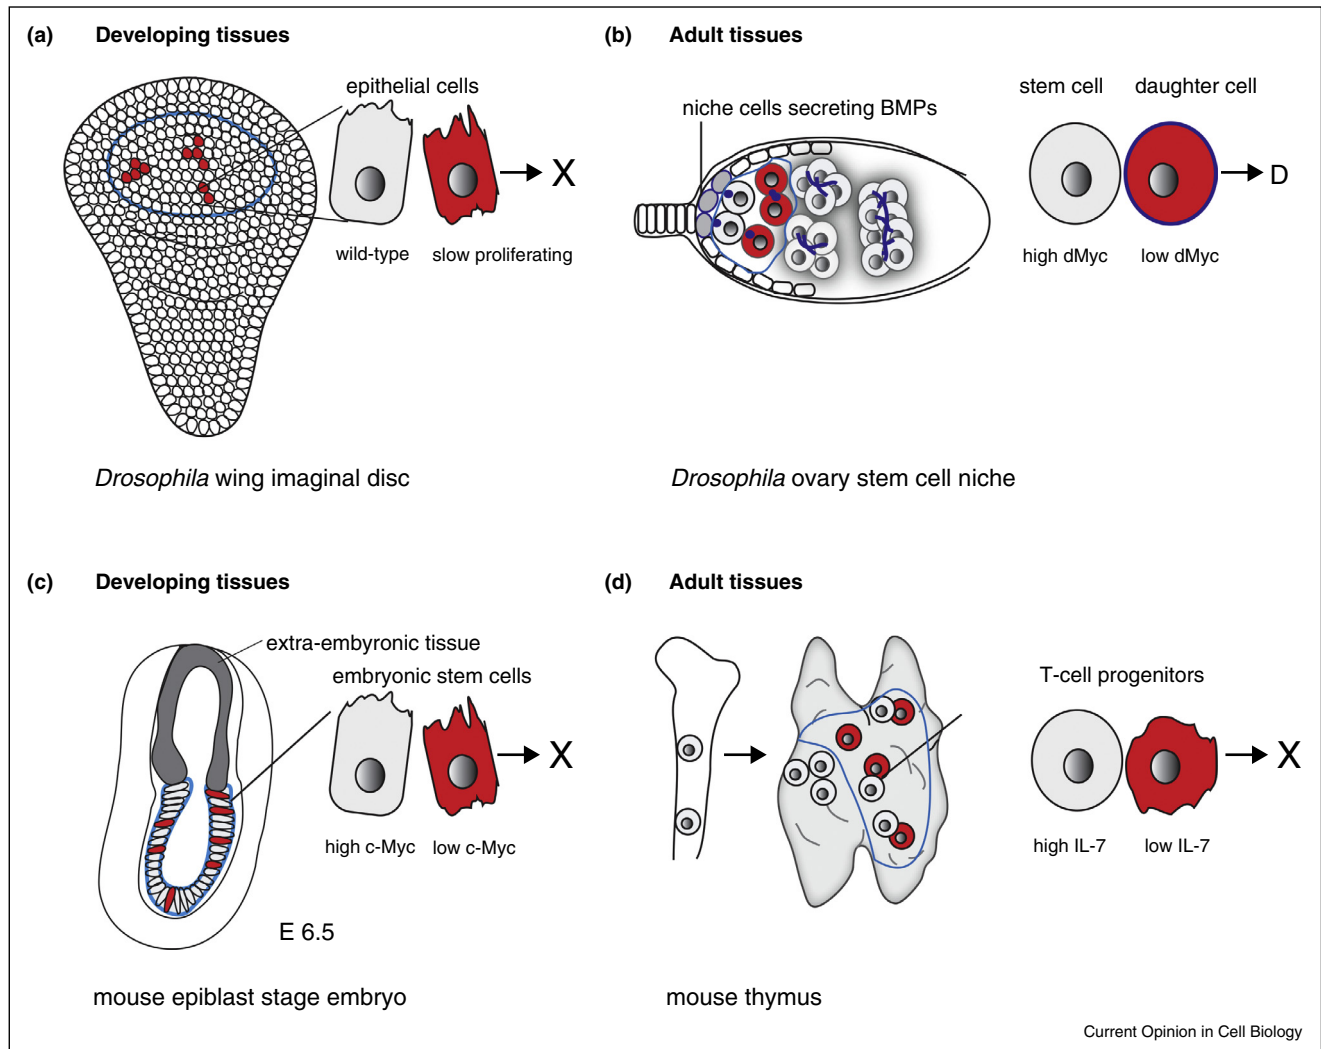 (a) Developing tissues
epithelial cells
X
wild-type
slow proliferating
Drosophila wing imaginal disc
(b) Adult tissues
niche cells secreting BMPs
stem cell
daughter cell
D
high dMyc
low dMyc
Drosophila ovary stem cell niche
(c) Developing tissues
extra-embyronic tissue
embryonic stem cells
X
high c-Myc
low c-Myc
E 6.5
mouse epiblast stage embryo
(d) Adult tissues
T-cell progenitors
X
high IL-7
low IL-7
mouse thymus
Current Opinion in Cell Biology